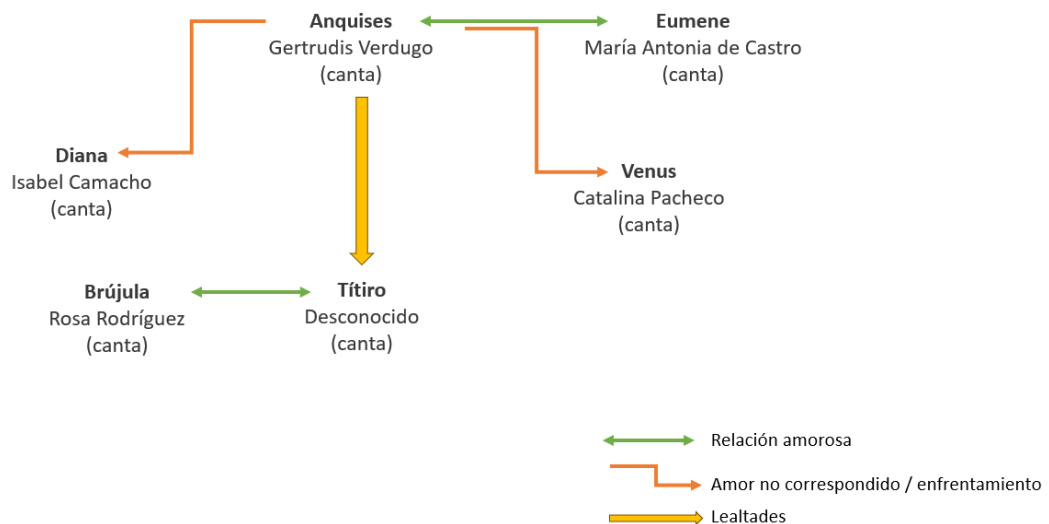 Anquises
Gertrudis Verdugo
(canta)
Eumene
María Antonia de Castro
(canta)
Diana
Isabel Camacho
(canta)
Venus
Catalina Pacheco
(canta)
Brújula
Rosa Rodríguez
(canta)
Títiro
Desconocido
(canta)
Relación amorosa
Amor no correspondido / enfrentamiento
Lealtades